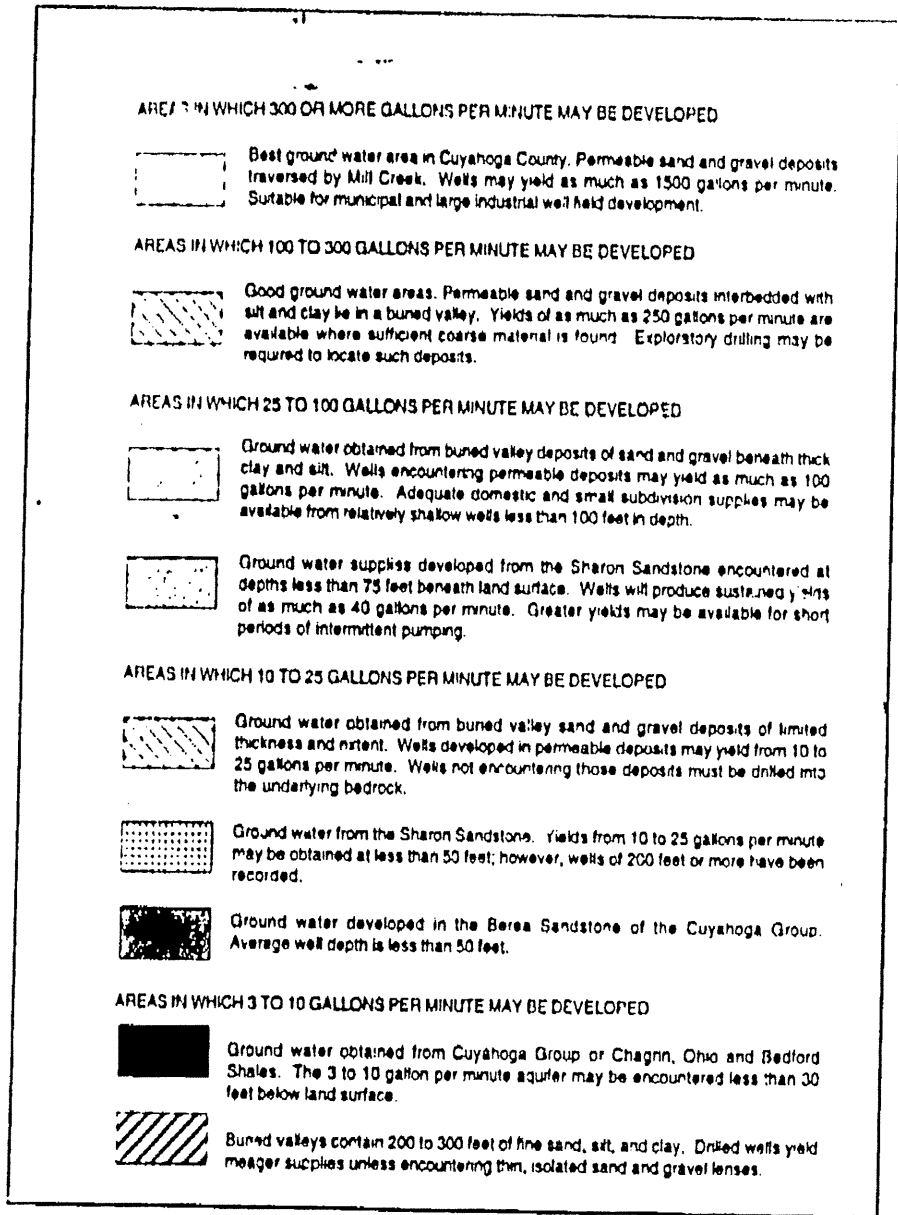 AREAS IN WHICH 300 OR MORE GALLONS PER MINUTE MAY BE DEVELOPED
Best ground water area in Cuyahoga County. Permeable sand and gravel deposits
traversed by Mill Creek. Wells may yield as much as 1500 gallons per minute.
Suitable for municipal and large industrial well field development.
AREAS IN WHICH 100 TO 300 GALLONS PER MINUTE MAY BE DEVELOPED
Good ground water areas. Permeable sand and gravel deposits interbedded with
silt and clay lie in a buried valley. Yields of as much as 250 gallons per minute are
available where sufficient coarse material is found. Exploratory drilling may be
required to locate such deposits.
AREAS IN WHICH 25 TO 100 GALLONS PER MINUTE MAY BE DEVELOPED
Ground water obtained from buried valley deposits of sand and gravel beneath thick
clay and silt. Wells encountering permeable deposits may yield as much as 100
gallons per minute. Adequate domestic and small subdivision supplies may be
available from relatively shallow wells less than 100 feet in depth.
Ground water supplies developed from the Sharon Sandstone encountered at
depths less than 75 feet beneath land surface. Wells will produce sustained yields
of as much as 40 gallons per minute. Greater yields may be available for short
periods of intermittent pumping.
AREAS IN WHICH 10 TO 25 GALLONS PER MINUTE MAY BE DEVELOPED
Ground water obtained from buried valley sand and gravel deposits of limited
thickness and extent. Wells developed in permeable deposits may yield from 10 to
25 gallons per minute. Wells not encountering those deposits must be drilled into
the underlying bedrock.
Ground water from the Sharon Sandstone. Yields from 10 to 25 gallons per minute
may be obtained at less than 50 feet; however, wells of 200 feet or more have been
recorded.
Ground water developed in the Berea Sandstone of the Cuyahoga Group.
Average well depth is less than 50 feet.
AREAS IN WHICH 3 TO 10 GALLONS PER MINUTE MAY BE DEVELOPED
Ground water obtained from Cuyahoga Group or Chagrin, Ohio and Bedford
Shales. The 3 to 10 gallon per minute aquifer may be encountered less than 30
feet below land surface.
Buried valleys contain 200 to 300 feet of fine sand, silt, and clay. Drilled wells yield
meager supplies unless encountering thin, isolated sand and gravel lenses.